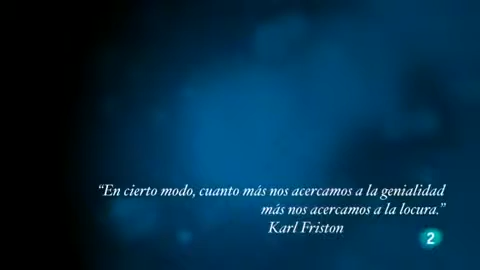 “En cierto modo, cuanto más nos acercamos a la genialidad
más nos acercamos a la locura.”
Karl Friston
2